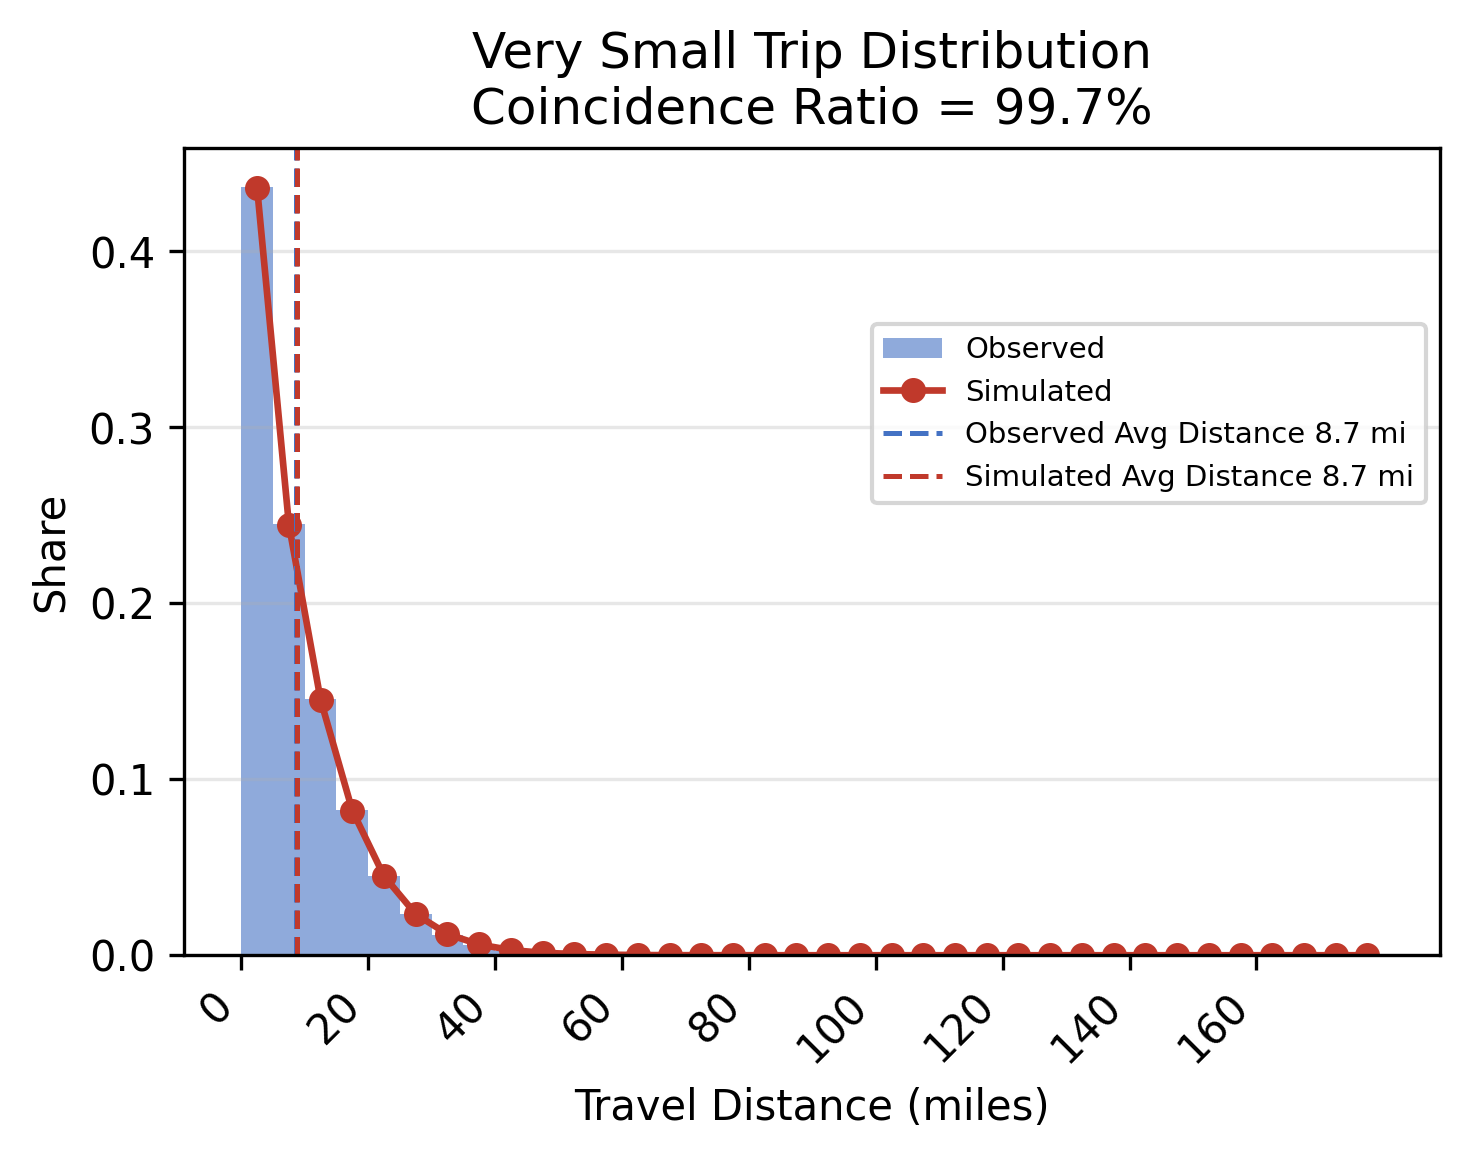 Very Small Trip Distribution
Coincidence Ratio = 99.7%
0.4
0.3
0.2
0.1
0.0
Share
Observed
Simulated
Observed Avg Distance 8.7 mi
Simulated Avg Distance 8.7 mi
0
20
40
60
80
100
120
140
160
Travel Distance (miles)